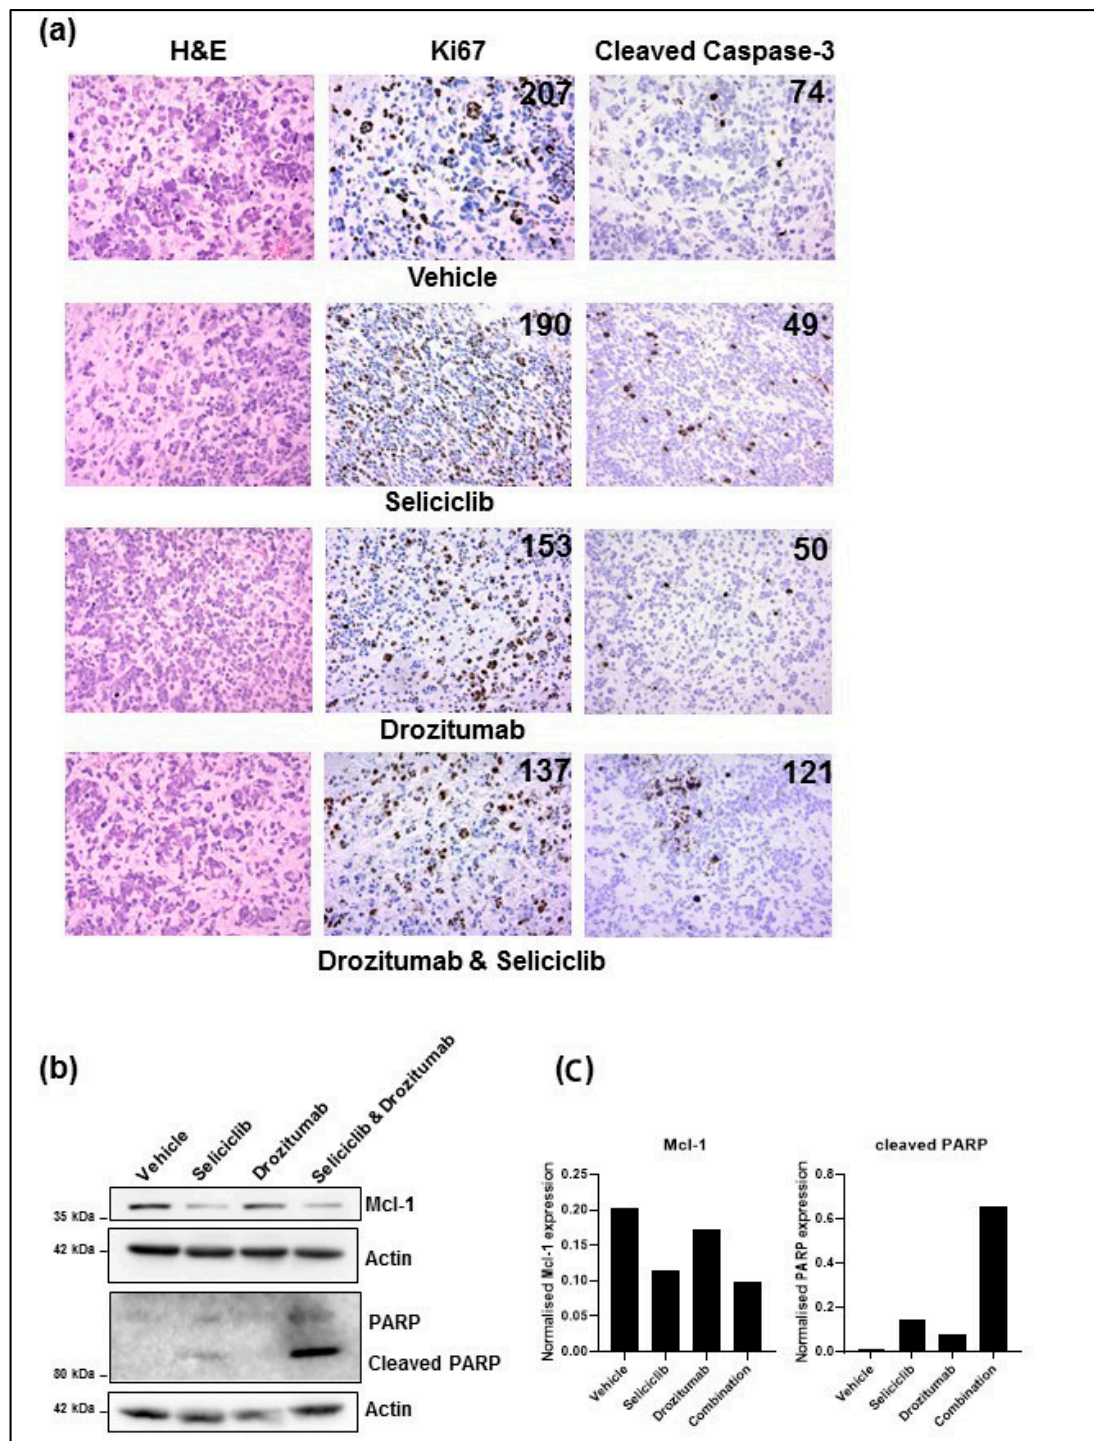 (a)
H&E Ki67 Cleaved Caspase-3
207 74
Vehicle
190 49
Seliciclib
153 50
Drozitumab
137 121
Drozitumab & Seliciclib
(b)
Vehicle Seliciclib Drozitumab Seliciclib & Drozitumab
35 kDa Mcl-1
42 kDa Actin
PARP
Cleaved PARP
80 kDa
42 kDa Actin
(C)
Mcl-1
Normalised Mcl-1 expression
0.25
0.20
0.15
0.10
0.05
0.00
Vehicle Seliciclib Drozitumab Combination
cleaved PARP
Normalised PARP expression
0.8
0.6
0.4
0.2
0.0
Vehicle Seliciclib Drozitumab Combination